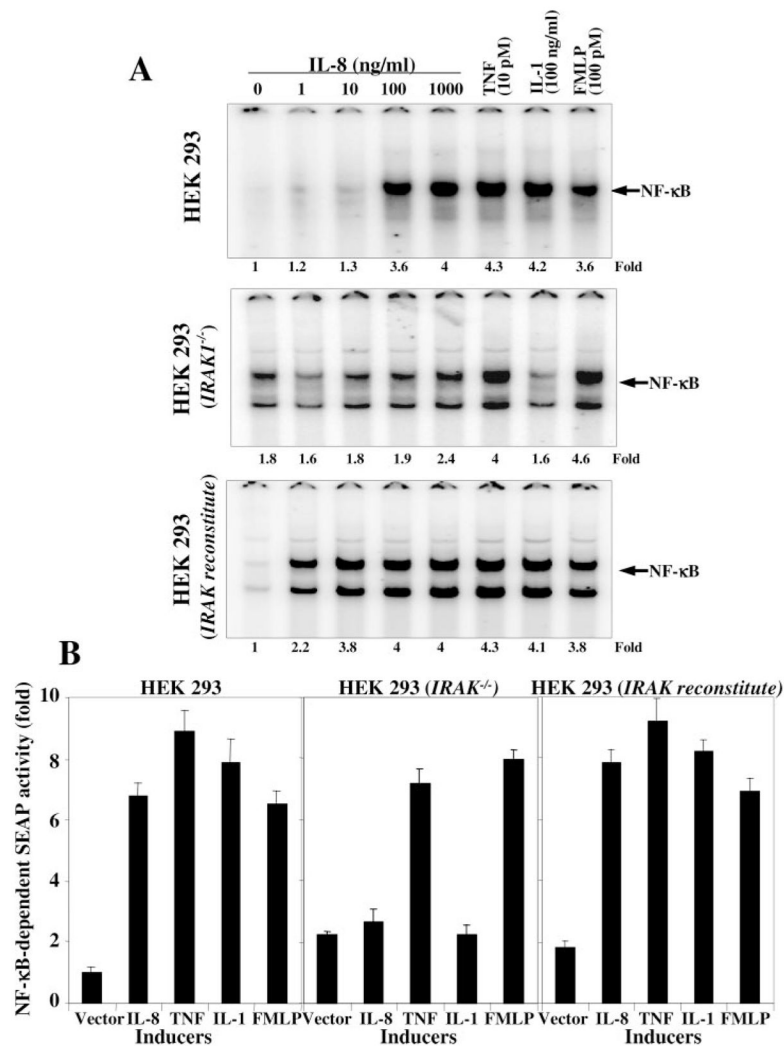 A
IL-8 (ng/ml)
TNF (10 pM)
IL-1 (100 ng/ml)
FMLP (100 pM)
0 1 10 100 1000
HEK 293
NF-κB
1 1.2 1.3 3.6 4 4.3 4.2 3.6 Fold
HEK 293
(IRAK1-/-)
NF-κB
1.8 1.6 1.8 1.9 2.4 4 1.6 4.6 Fold
HEK 293
(IRAK reconstitute)
NF-κB
1 2.2 3.8 4 4 4.3 4.1 3.8 Fold
B
HEK 293 HEK 293 (IRAK-/-) HEK 293 (IRAK reconstitute)
NF-κB-dependent SEAP activity (fold)
10
8
6
4
2
0
Vector IL-8 TNF IL-1 FMLP Vector IL-8 TNF IL-1 FMLP Vector IL-8 TNF IL-1 FMLP
Inducers Inducers Inducers